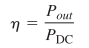 η = P_out / P_DC